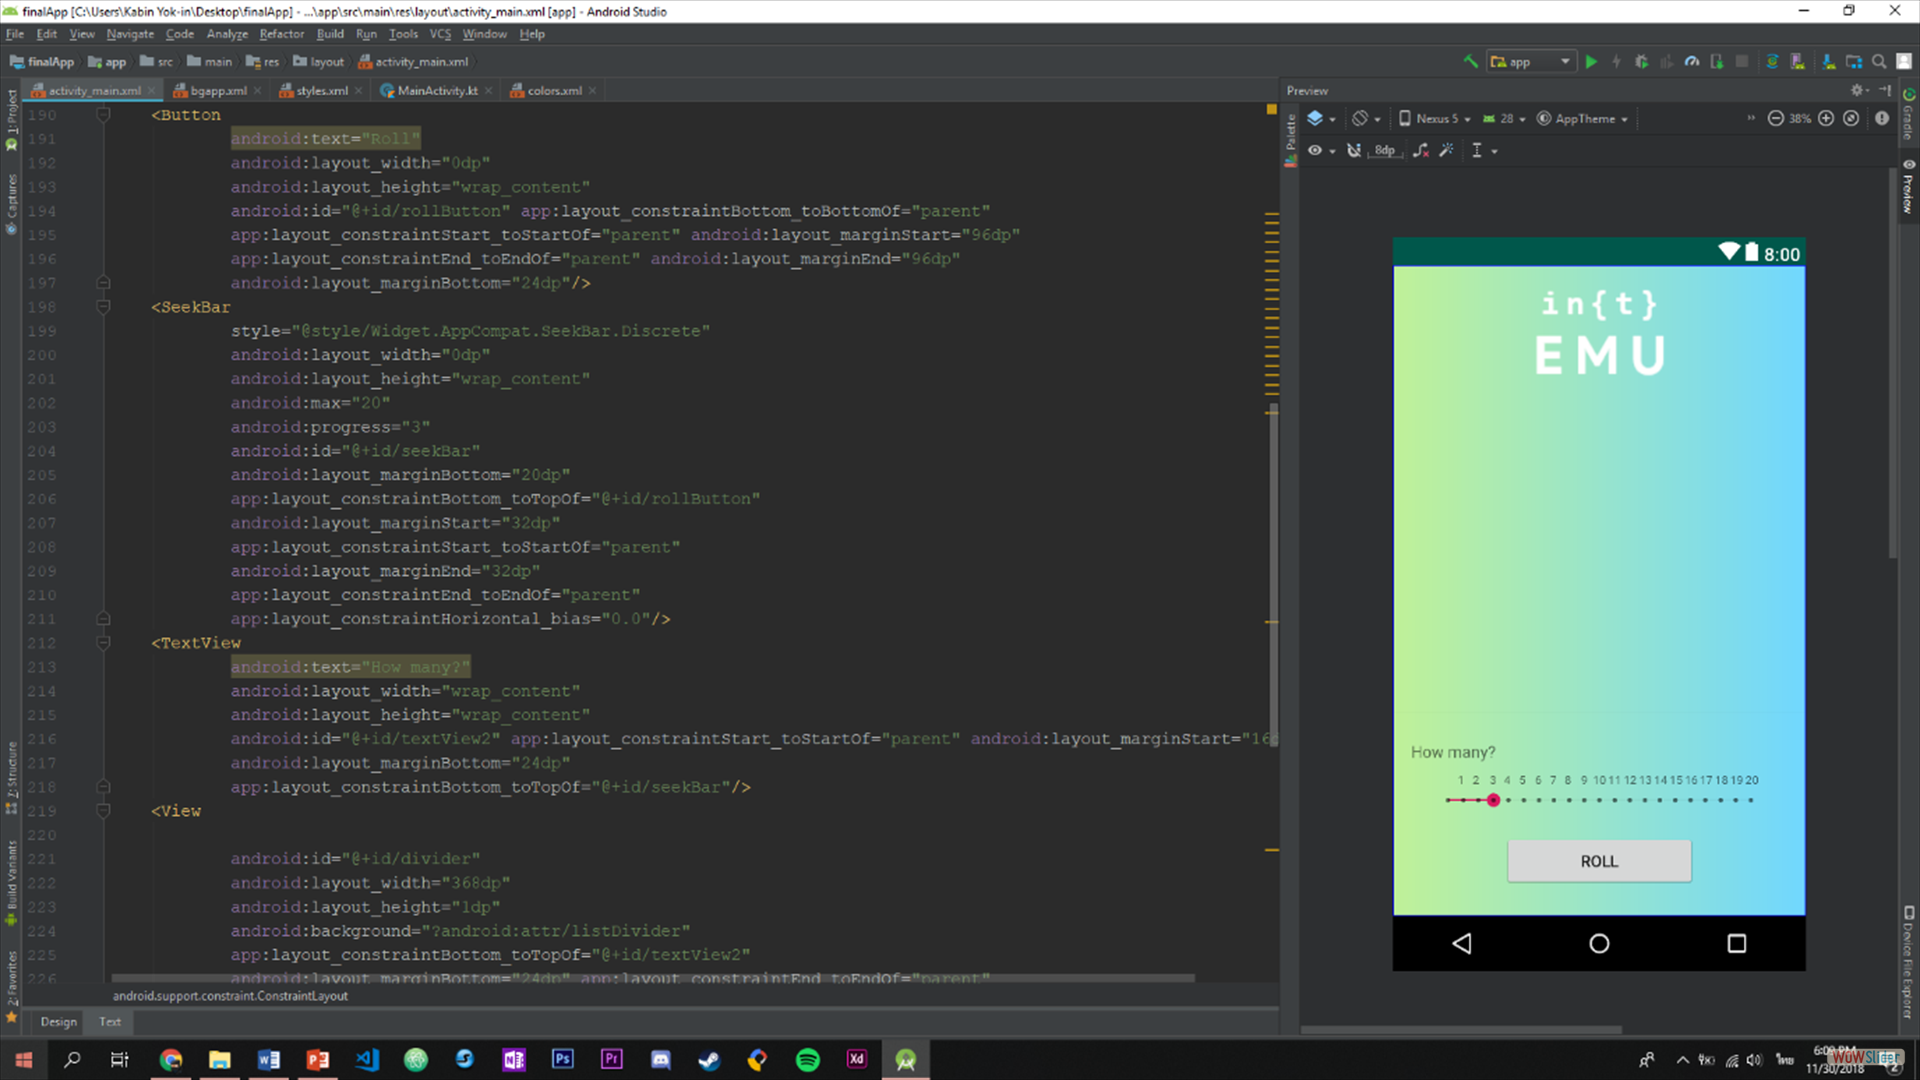 finalApp [C:\Users\Kabin Yok-in\Desktop\finalApp] - ...\app\src\main\res\layout\activity_main.xml [app] - Android Studio
File Edit View Navigate Code Analyze Refactor Build Run Tools VCS Window Help
finalApp app src main res layout activity_main.xml
app
activity_main.xml bgapp.xml styles.xml MainActivity.kt colors.xml
Preview
1: Project
Captures
Z: Structure
Build Variants
2: Favorites
190 <Button
191 android:text="Roll"
192 android:layout_width="0dp"
193 android:layout_height="wrap_content"
194 android:id="@+id/rollButton" app:layout_constraintBottom_toBottomOf="parent"
195 app:layout_constraintStart_toStartOf="parent" android:layout_marginStart="96dp"
196 app:layout_constraintEnd_toEndOf="parent" android:layout_marginEnd="96dp"
197 android:layout_marginBottom="24dp"/>
198 <SeekBar
199 style="@style/Widget.AppCompat.SeekBar.Discrete"
200 android:layout_width="0dp"
201 android:layout_height="wrap_content"
202 android:max="20"
203 android:progress="3"
204 android:id="@+id/seekBar"
205 android:layout_marginBottom="20dp"
206 app:layout_constraintBottom_toTopOf="@+id/rollButton"
207 android:layout_marginStart="32dp"
208 app:layout_constraintStart_toStartOf="parent"
209 android:layout_marginEnd="32dp"
210 app:layout_constraintEnd_toEndOf="parent"
211 app:layout_constraintHorizontal_bias="0.0"/>
212 <TextView
213 android:text="How many?"
214 android:layout_width="wrap_content"
215 android:layout_height="wrap_content"
216 android:id="@+id/textView2" app:layout_constraintStart_toStartOf="parent" android:layout_marginStart="16
217 android:layout_marginBottom="24dp"
218 app:layout_constraintBottom_toTopOf="@+id/seekBar"/>
219 <View
220
221 android:id="@+id/divider"
222 android:layout_width="368dp"
223 android:layout_height="1dp"
224 android:background="?android:attr/listDivider"
225 app:layout_constraintBottom_toTopOf="@+id/textView2"
226 android:layout_marginBottom="24dp" app:layout_constraintEnd_toEndOf="parent"
android.support.constraint.ConstraintLayout
Design Text
Palette
Nexus 5 28 AppTheme 38%
8dp
8:00
in{t}
EMU
How many?
1 2 3 4 5 6 7 8 9 10 11 12 13 14 15 16 17 18 19 20
ROLL
Gradle
Preview
Device File Explorer
Ps Pr Xd
11/30/2018
WOWSlider
2